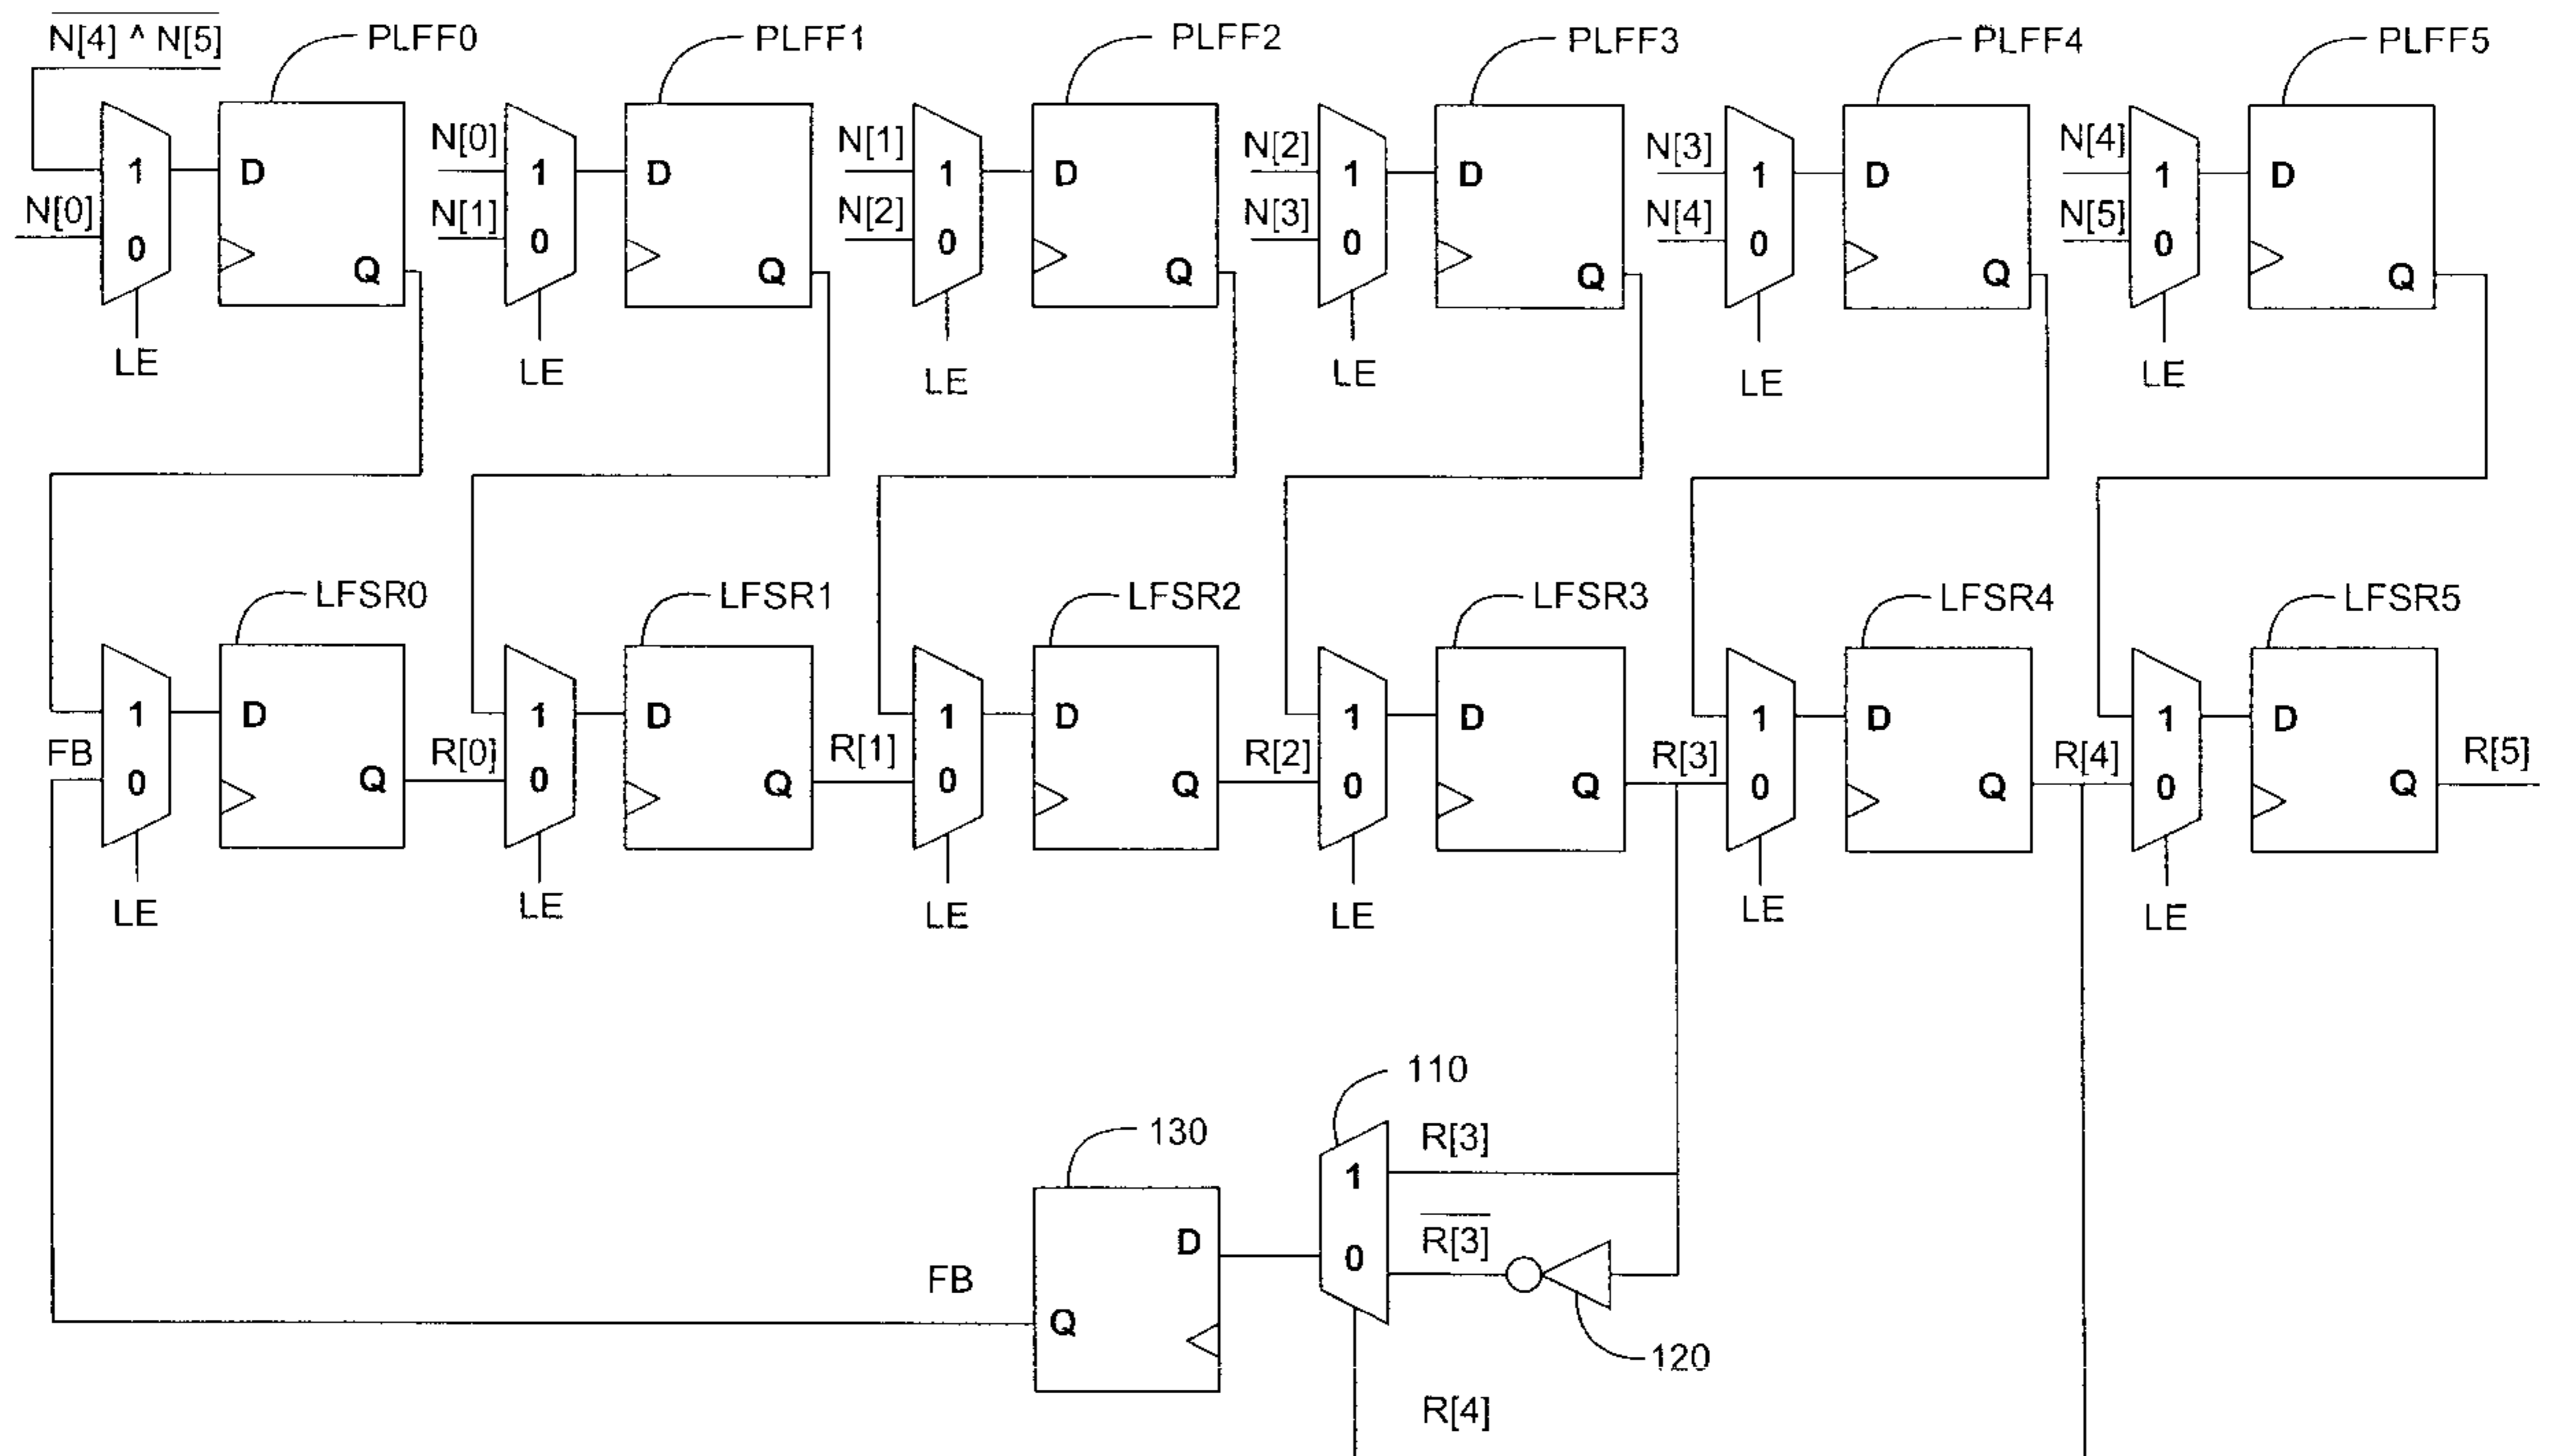 N[4] ^ N[5] PLFF0 PLFF1 PLFF2 PLFF3 PLFF4 PLFF5
N[0] N[1] N[2] N[3] N[4]
1 D 1 D 1 D 1 D 1 D 1 D
N[0] N[1] N[2] N[3] N[4] N[5]
0 0 0 0 0 0
Q Q Q Q Q Q
LE LE LE LE LE LE
LFSR0 LFSR1 LFSR2 LFSR3 LFSR4 LFSR5
1 D 1 D 1 D 1 D 1 D 1 D
FB R[0] R[1] R[2] R[3] R[4] R[5]
0 Q 0 Q 0 Q 0 Q 0 Q 0 Q
LE LE LE LE LE LE
110
130 R[3]
1
D R[3]
0
FB
Q
120
R[4]